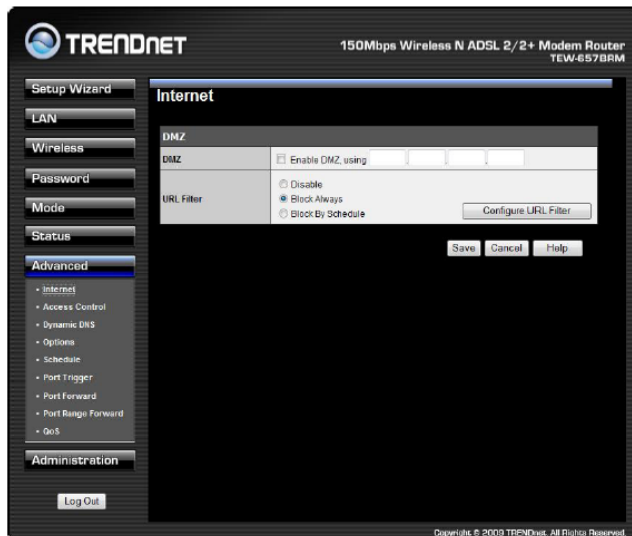 TRENDNET
150Mbps Wireless N ADSL 2/2+ Modem Router
TEW-657BRM
Setup Wizard
LAN
Wireless
Password
Mode
Status
Advanced
Internet
Access Control
Dynamic DNS
Options
Schedule
Port Trigger
Port Forward
Port Range Forward
QoS
Administration
Log Out
Internet
DMZ
DMZ
Enable DMZ, using . . .
URL Filter
Disable
Block Always
Block By Schedule
Configure URL Filter
Save Cancel Help
Copyright © 2009 TRENDnet. All Rights Reserved.